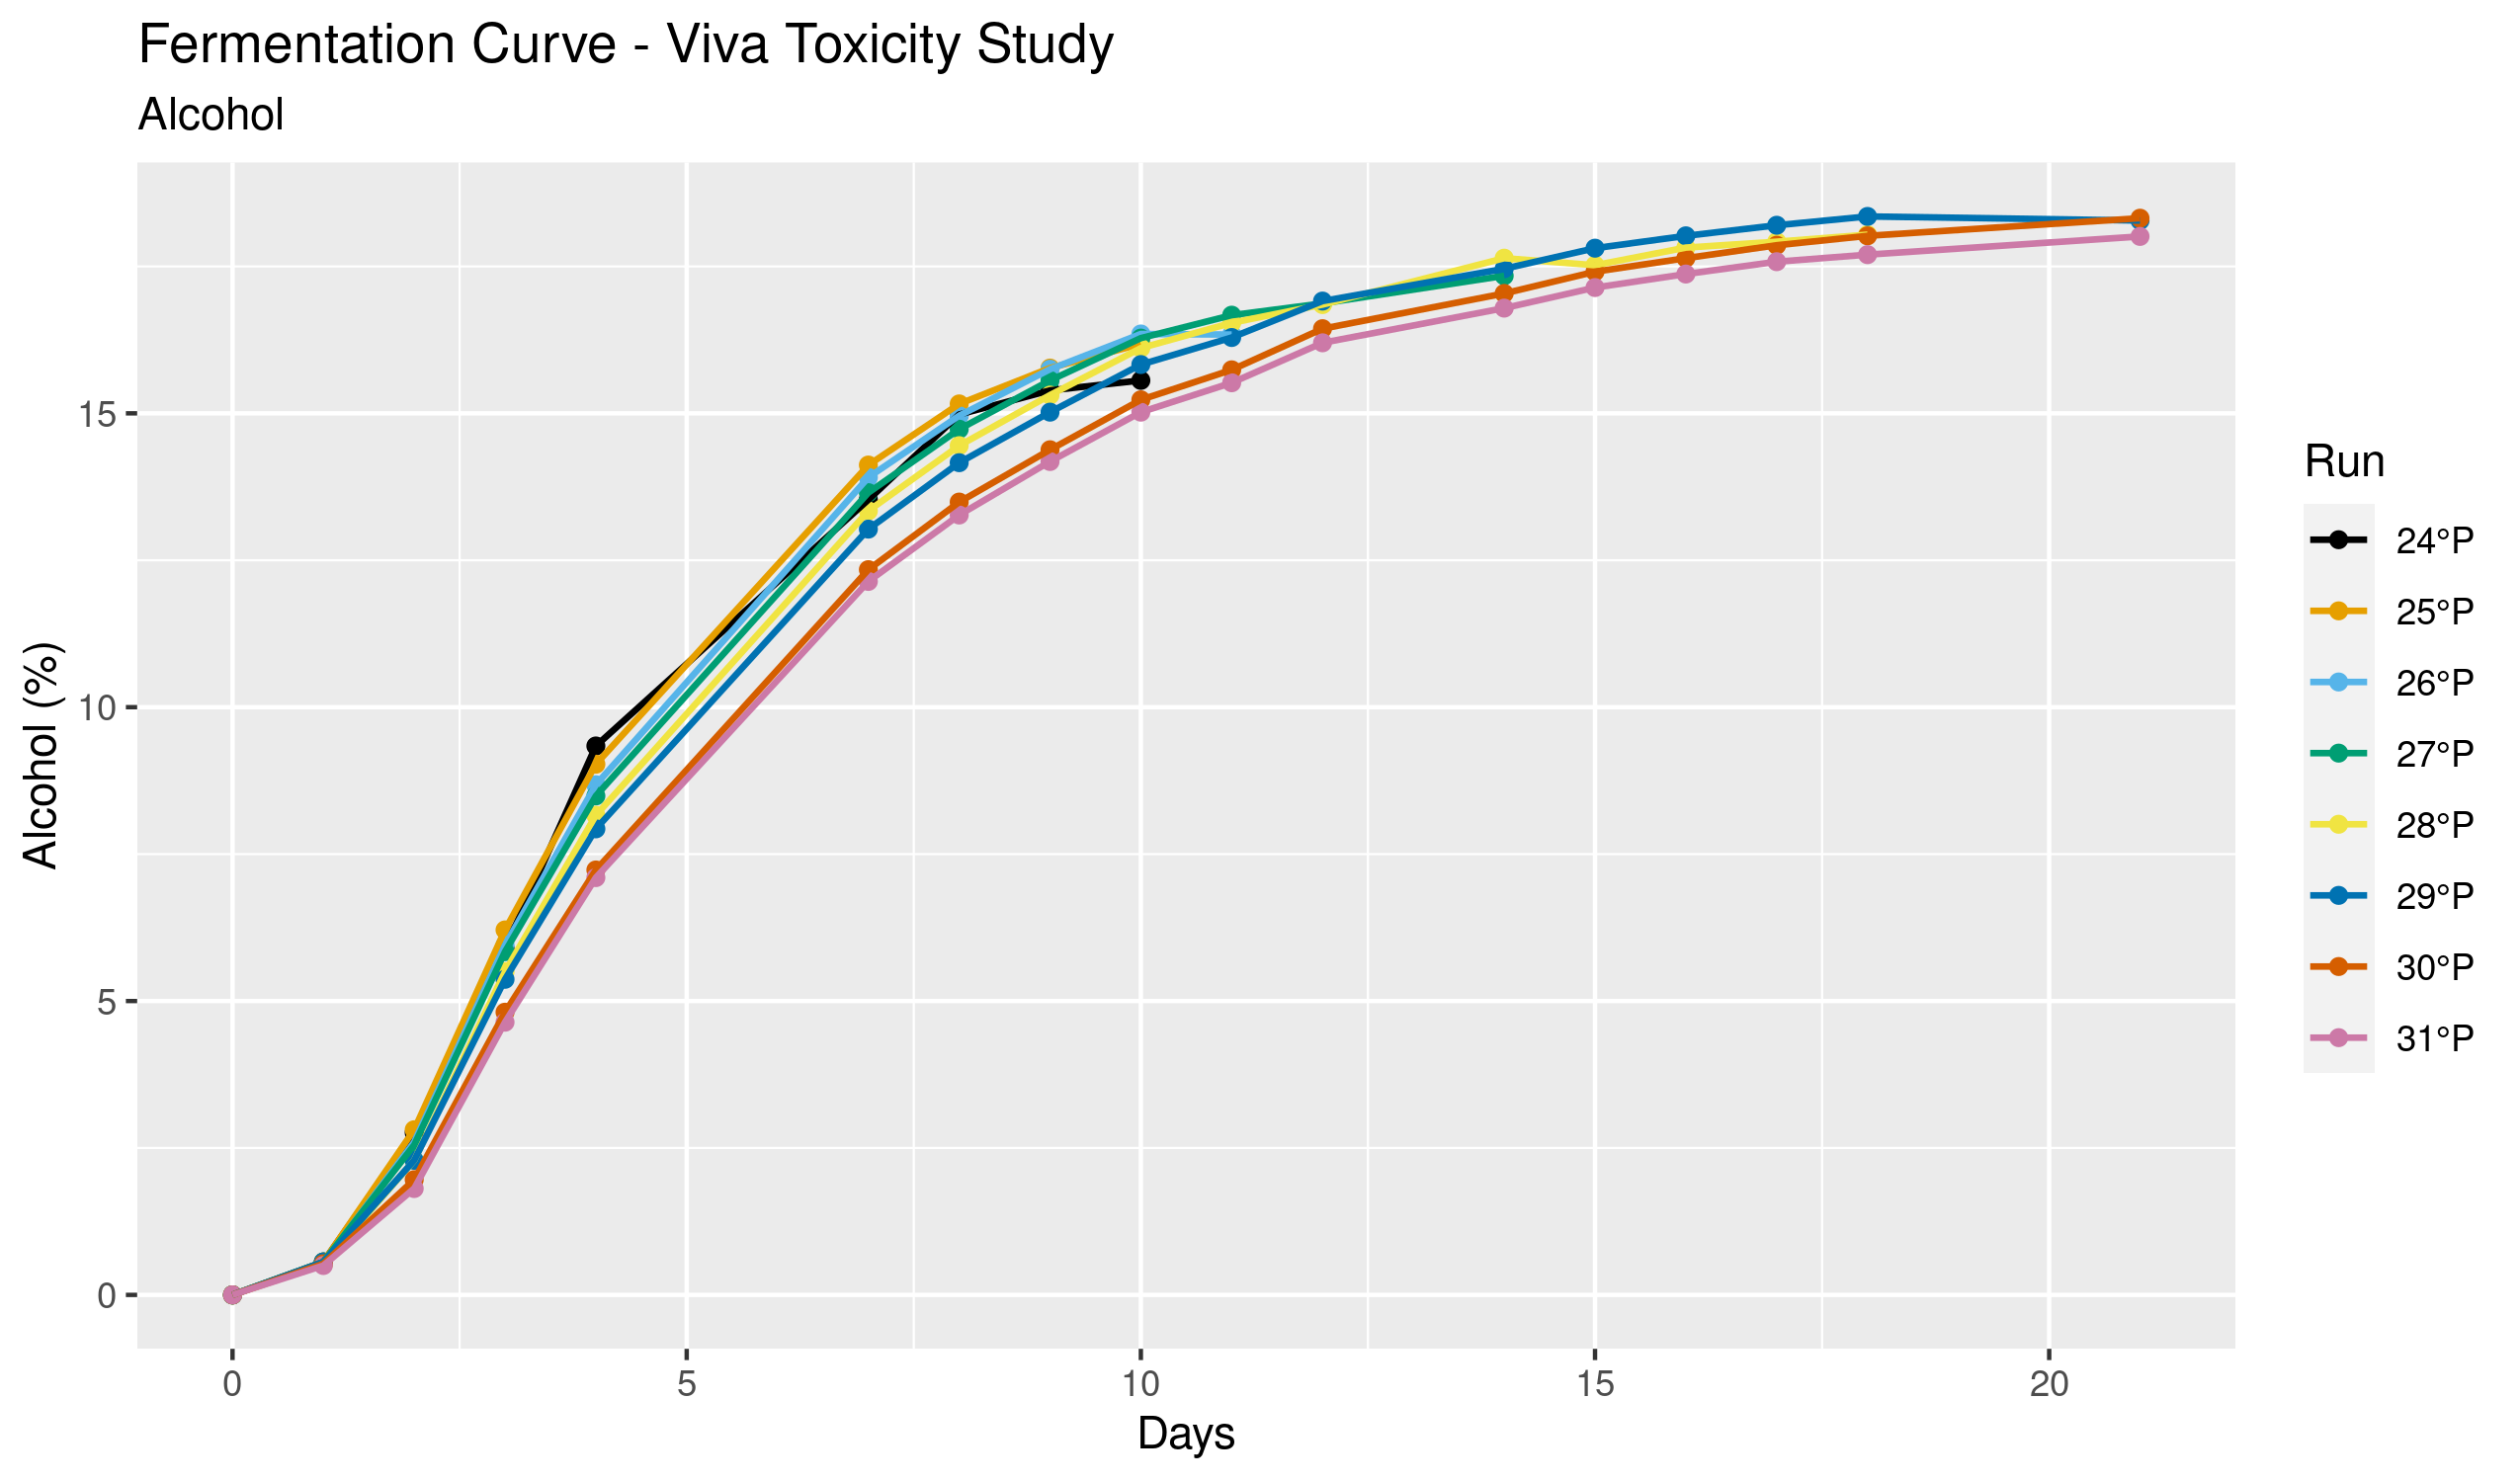 Fermentation Curve - Viva Toxicity Study
Alcohol
Alcohol (%)
15
10
5
0
0
5
10
15
20
Days
Run
24°P
25°P
26°P
27°P
28°P
29°P
30°P
31°P